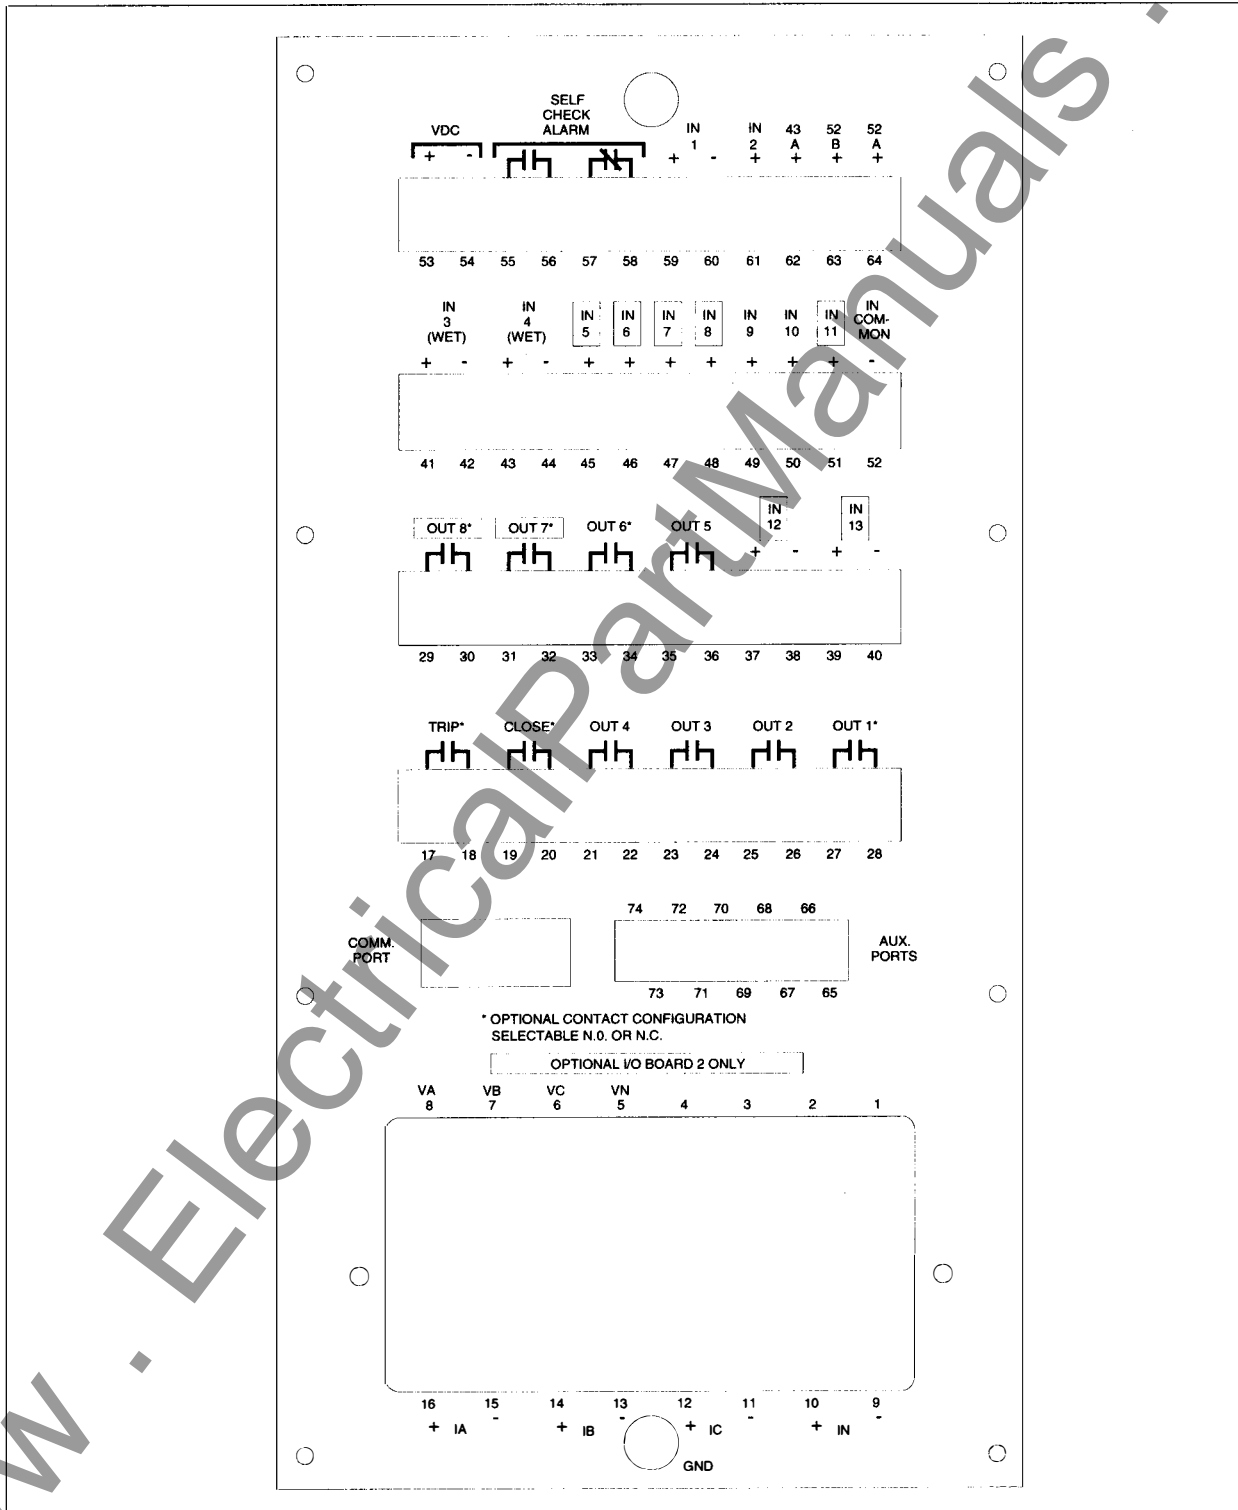 SELF
CHECK
ALARM
VDC
IN 1
IN 2
43 A
52 B
52 A
+ - + - + + + +
53 54 55 56 57 58 59 60 61 62 63 64
IN 3 (WET)
IN 4 (WET)
IN 5
IN 6
IN 7
IN 8
IN 9
IN 10
IN 11
IN COM-
MON
+ - + - + + + + + + + -
41 42 43 44 45 46 47 48 49 50 51 52
OUT 8* OUT 7* OUT 6* OUT 5
IN 12
IN 13
+ - + -
29 30 31 32 33 34 35 36 37 38 39 40
TRIP* CLOSE* OUT 4 OUT 3 OUT 2 OUT 1*
17 18 19 20 21 22 23 24 25 26 27 28
74 72 70 68 66
COMM.
PORT
AUX.
PORTS
73 71 69 67 65
* OPTIONAL CONTACT CONFIGURATION
SELECTABLE N.O. OR N.C.
OPTIONAL I/O BOARD 2 ONLY
VA VB VC VN
8 7 6 5 4 3 2 1
16 15 14 13 12 11 10 9
+ IA - + IB - + IC - + IN -
GND
w . ElectricalPartManuals .